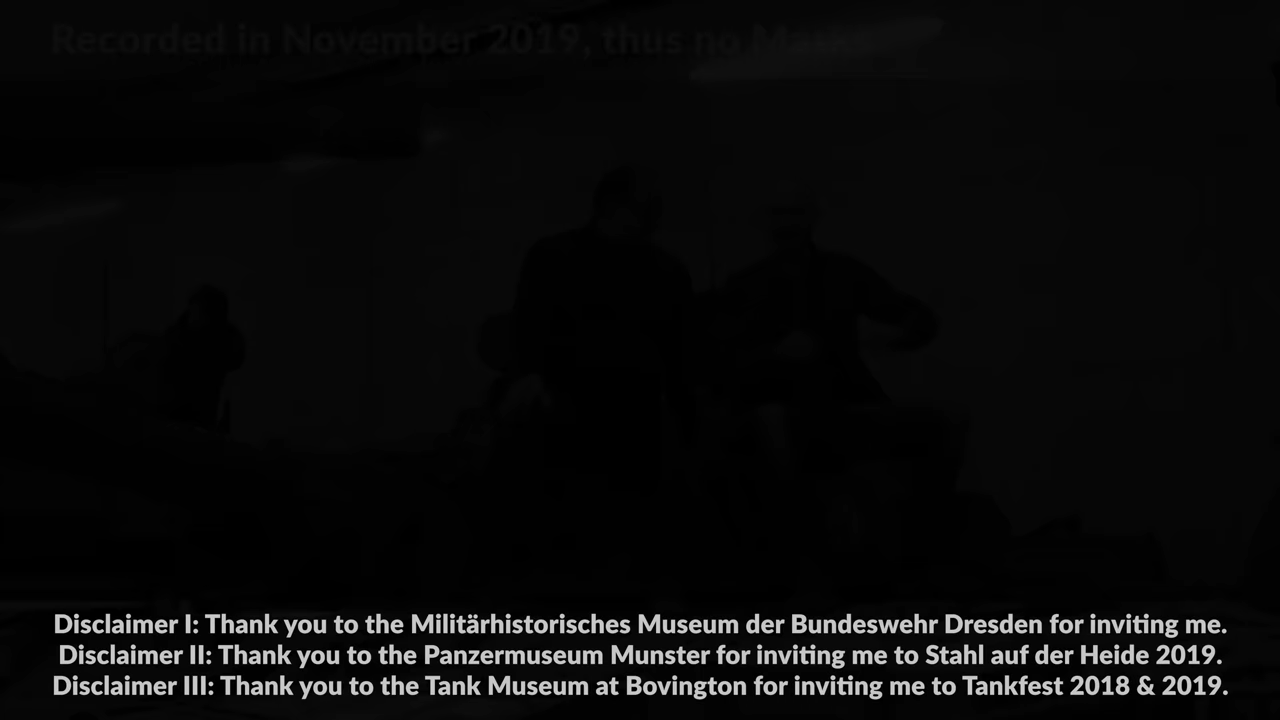 Recorded in November 2019, thus no
Disclaimer I: Thank you to the Militärhistorisches Museum der Bundeswehr Dresden for inviting me.
Disclaimer II: Thank you to the Panzermuseum Munster for inviting me to Stahl auf der Heide 2019.
Disclaimer III: Thank you to the Tank Museum at Bovington for inviting me to Tankfest 2018 & 2019.